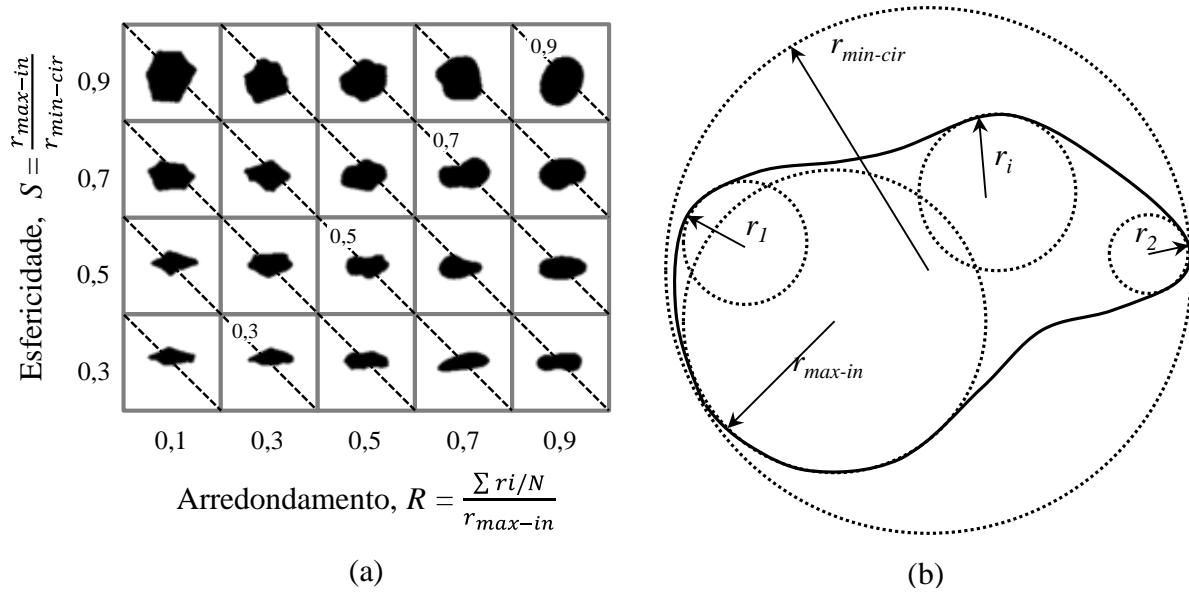 Esfericidade, S = r_max−in / r_min−cir
0,9
0,7
0,5
0,3
0,9
0,7
0,5
0,3
0,1 0,3 0,5 0,7 0,9
Arredondamento, R = ∑ ri/N / r_max−in
(a)
r_min-cir
r_i
r_1
r_2
r_max-in
(b)